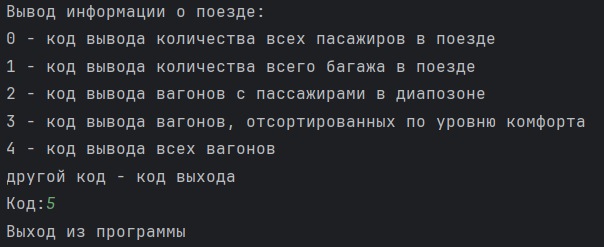 Вывод информации о поезде:
0 - код вывода количества всех пасажиров в поезде
1 - код вывода количества всего багажа в поезде
2 - код вывода вагонов с пассажирами в диапозоне
3 - код вывода вагонов, отсортированных по уровню комфорта
4 - код вывода всех вагонов
другой код - код выхода
Код:5
Выход из программы